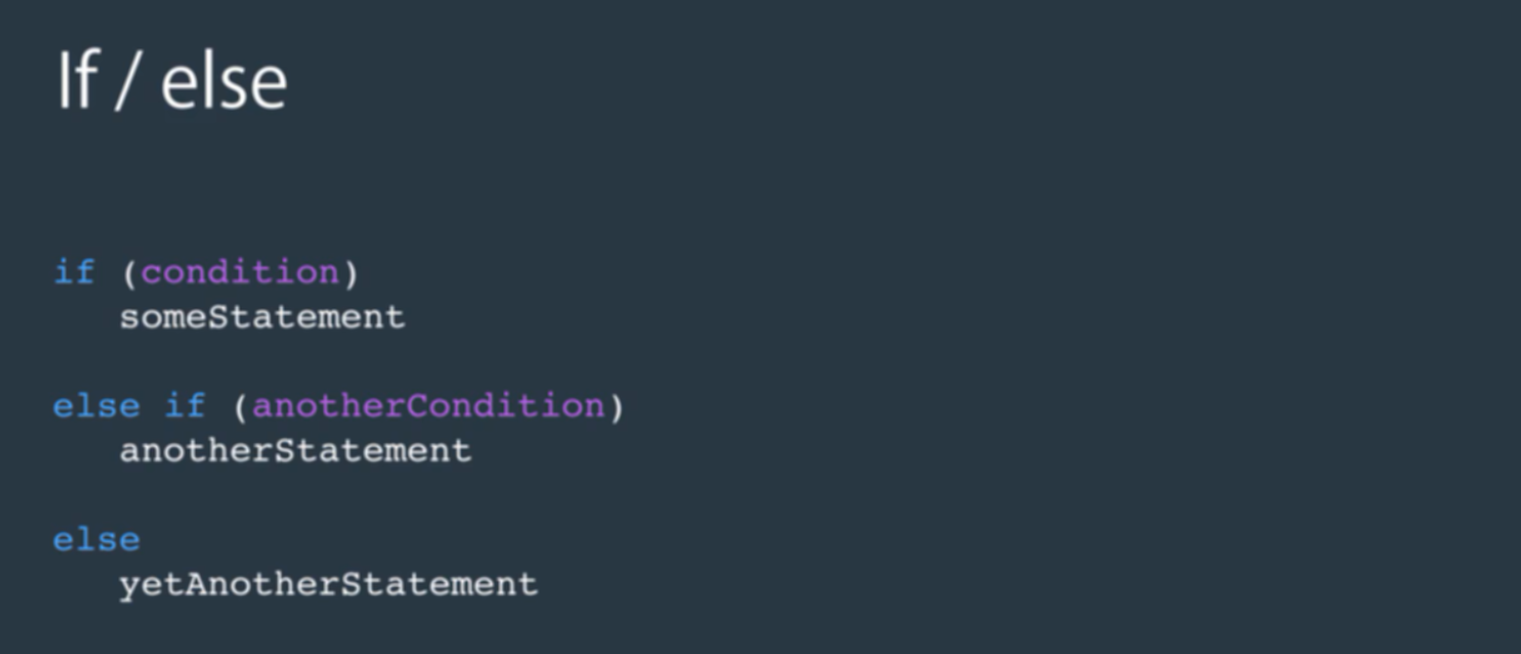 If / else
if (condition)
someStatement
else if (anotherCondition)
anotherStatement
else
yetAnotherStatement